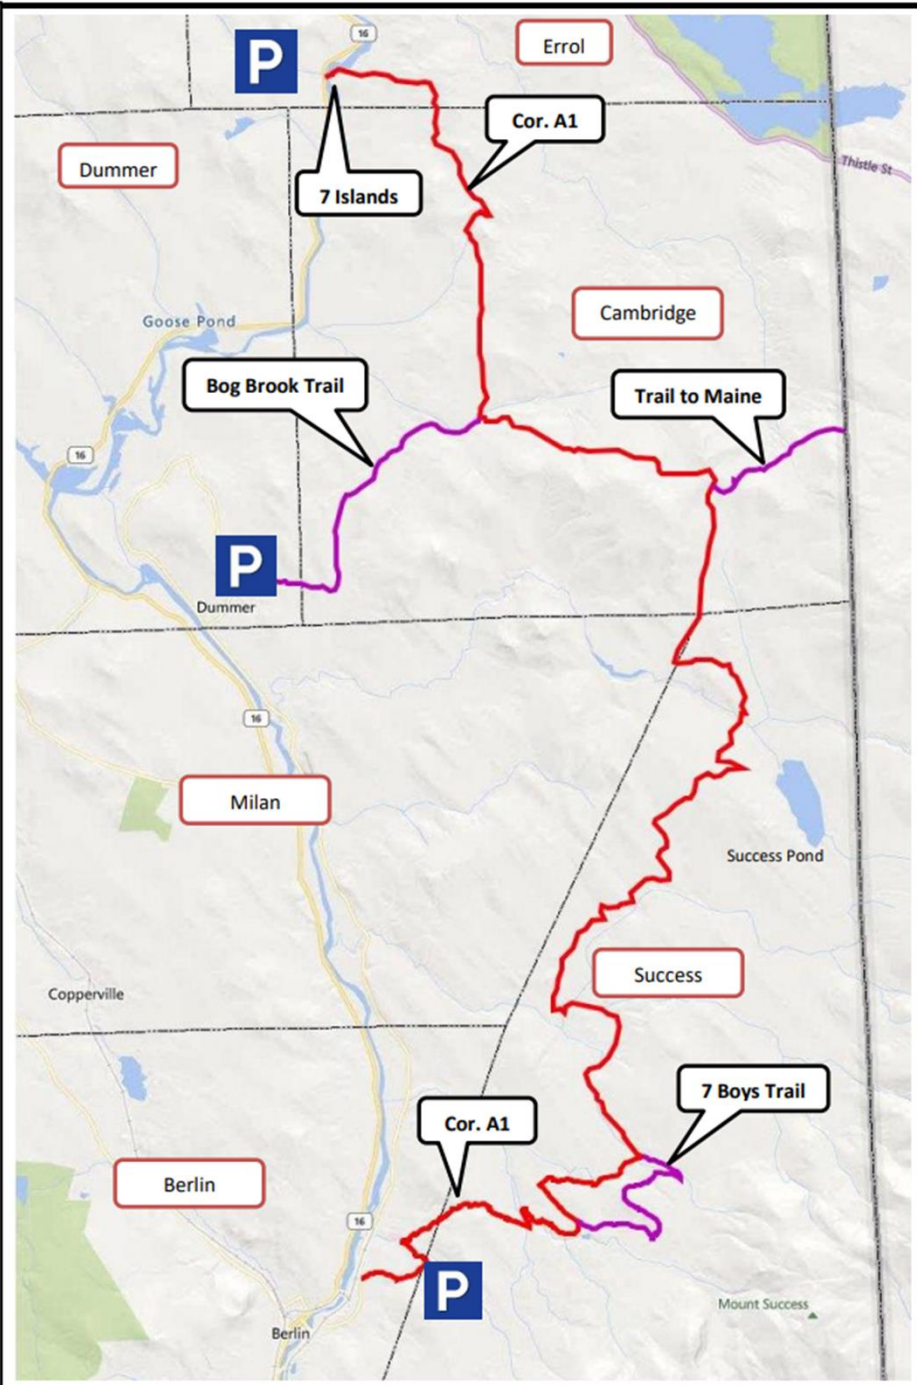 16
P
Errol
Cor. A1
Dummer
Thistle St
7 Islands
Cambridge
Goose Pond
Bog Brook Trail
Trail to Maine
16
P
Dummer
16
Milan
Success Pond
Success
Copperville
7 Boys Trail
Cor. A1
Berlin
16
P
Mount Success
Berlin